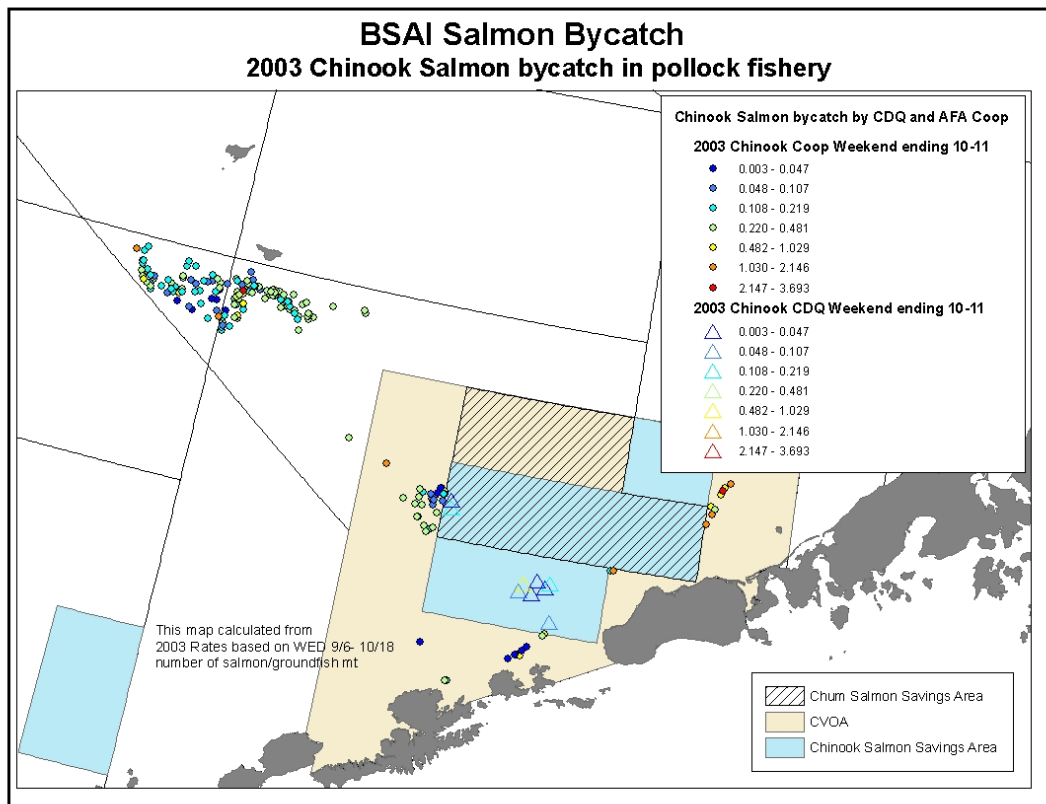 BSAI Salmon Bycatch
2003 Chinook Salmon bycatch in pollock fishery
Chinook Salmon bycatch by CDQ and AFA Coop
2003 Chinook Coop Weekend ending 10-11
0.003 - 0.047
0.048 - 0.107
0.108 - 0.219
0.220 - 0.481
0.482 - 1.029
1.030 - 2.146
2.147 - 3.693
2003 Chinook CDQ Weekend ending 10-11
0.003 - 0.047
0.048 - 0.107
0.108 - 0.219
0.220 - 0.481
0.482 - 1.029
1.030 - 2.146
2.147 - 3.693
This map calculated from
2003 Rates based on WED 9/6- 10/18
number of salmon/groundfish mt
Chum Salmon Savings Area
CVOA
Chinook Salmon Savings Area